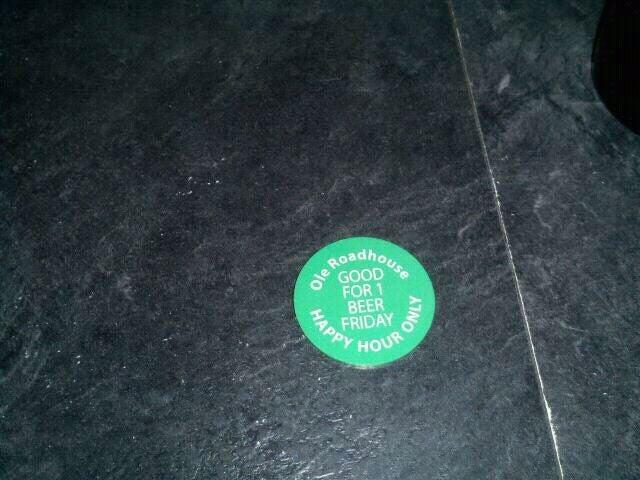 Ole Roadhouse
GOOD
FOR 1
BEER
FRIDAY
HAPPY HOUR ONLY